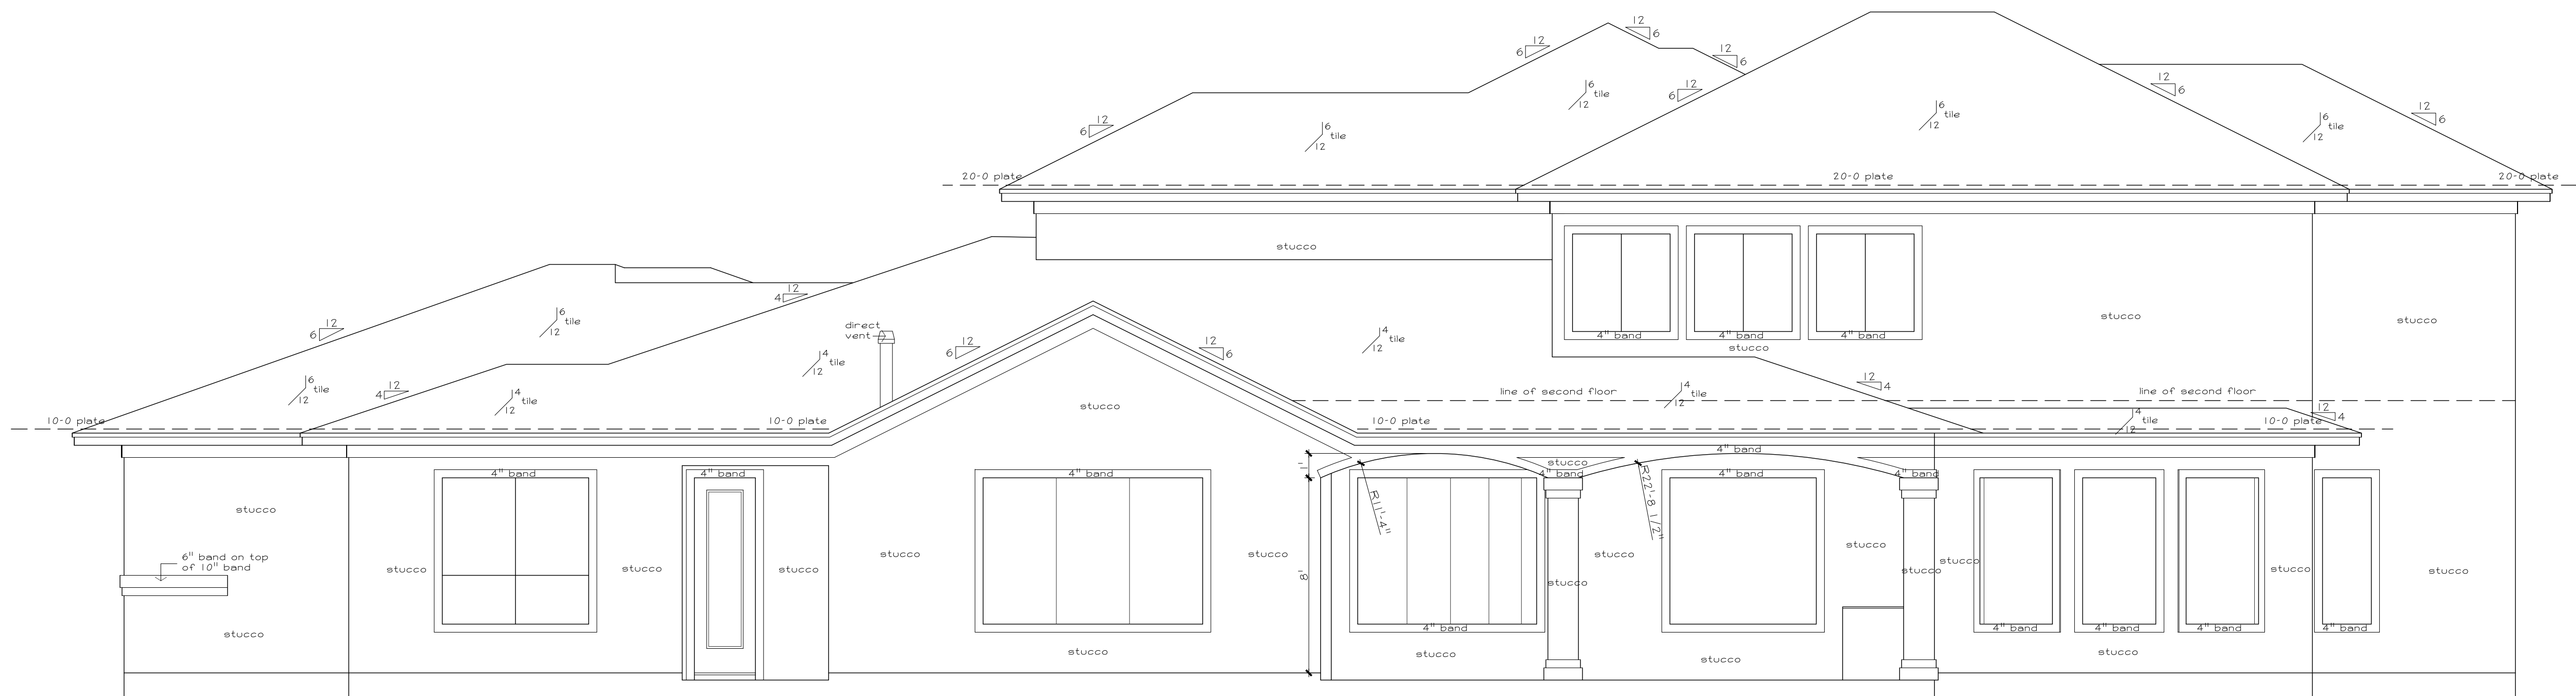 12
6
12
6
12
6
12
6
12
6
12
6
12
6
6
tile
12
6
tile
12
6
tile
12
6
tile
12
20-0 plate
20-0 plate
20-0 plate
stucco
4" band
4" band
4" band
stucco
stucco
stucco
12
6
12
4
6
tile
12
direct
vent
12
6
12
6
4
tile
12
4
tile
12
6
tile
12
12
4
4
tile
12
12
4
line of second floor
line of second floor
4
tile
12
4
tile
12
12
4
10-0 plate
10-0 plate
10-0 plate
10-0 plate
stucco
4" band
4" band
4" band
4" band
4" band
stucco
4" band
4" band
1'
R11'-4"
R22'-8 1/2"
8'
stucco
6" band on top
of 10" band
stucco
stucco
stucco
stucco
stucco
stucco
stucco
stucco
stucco
stucco
stucco
stucco
stucco
stucco
4" band
4" band
4" band
4" band
4" band
stucco
stucco
stucco
stucco